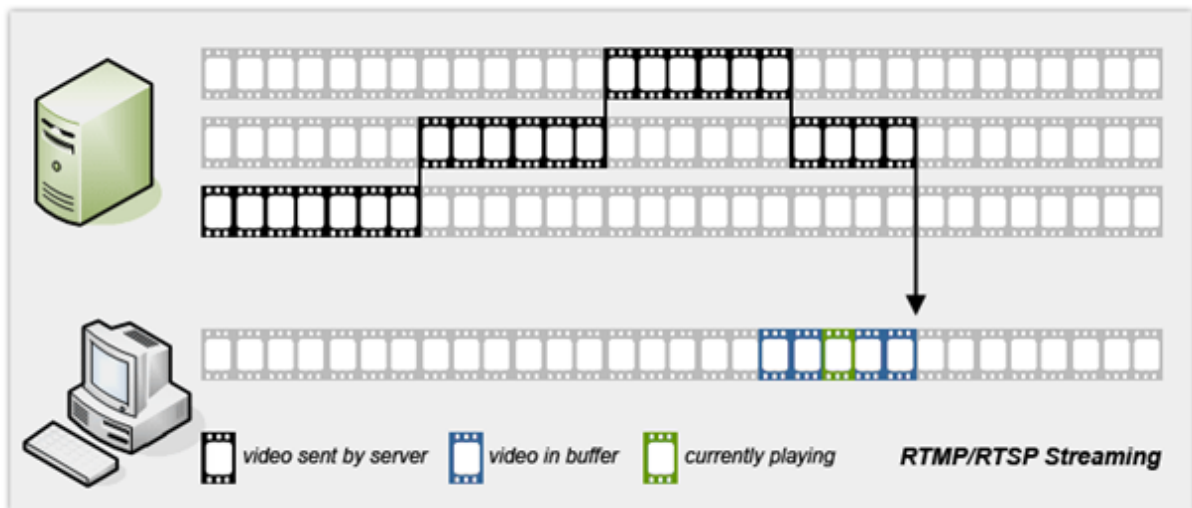 video sent by server
video in buffer
currently playing
RTMP/RTSP Streaming